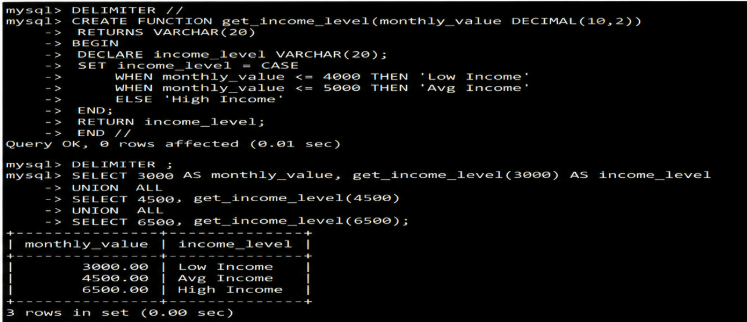 mysql> DELIMITER //
mysql> CREATE FUNCTION get_income_level(monthly_value DECIMAL(10,2))
    -> RETURNS VARCHAR(20)
    -> BEGIN
    -> DECLARE income_level VARCHAR(20);
    -> SET income_level = CASE
    ->     WHEN monthly_value <= 4000 THEN 'Low Income'
    ->     WHEN monthly_value <= 5000 THEN 'Avg Income'
    ->     ELSE 'High Income'
    -> END;
    -> RETURN income_level;
    -> END //
Query OK, 0 rows affected (0.01 sec)
mysql> DELIMITER ;
mysql> SELECT 3000 AS monthly_value, get_income_level(3000) AS income_level
    -> UNION  ALL
    -> SELECT 4500, get_income_level(4500)
    -> UNION  ALL
    -> SELECT 6500, get_income_level(6500);
+---------------+--------------+
| monthly_value | income_level |
+---------------+--------------+
|       3000.00 | Low Income   |
|       4500.00 | Avg Income   |
|       6500.00 | High Income  |
+---------------+--------------+
3 rows in set (0.00 sec)